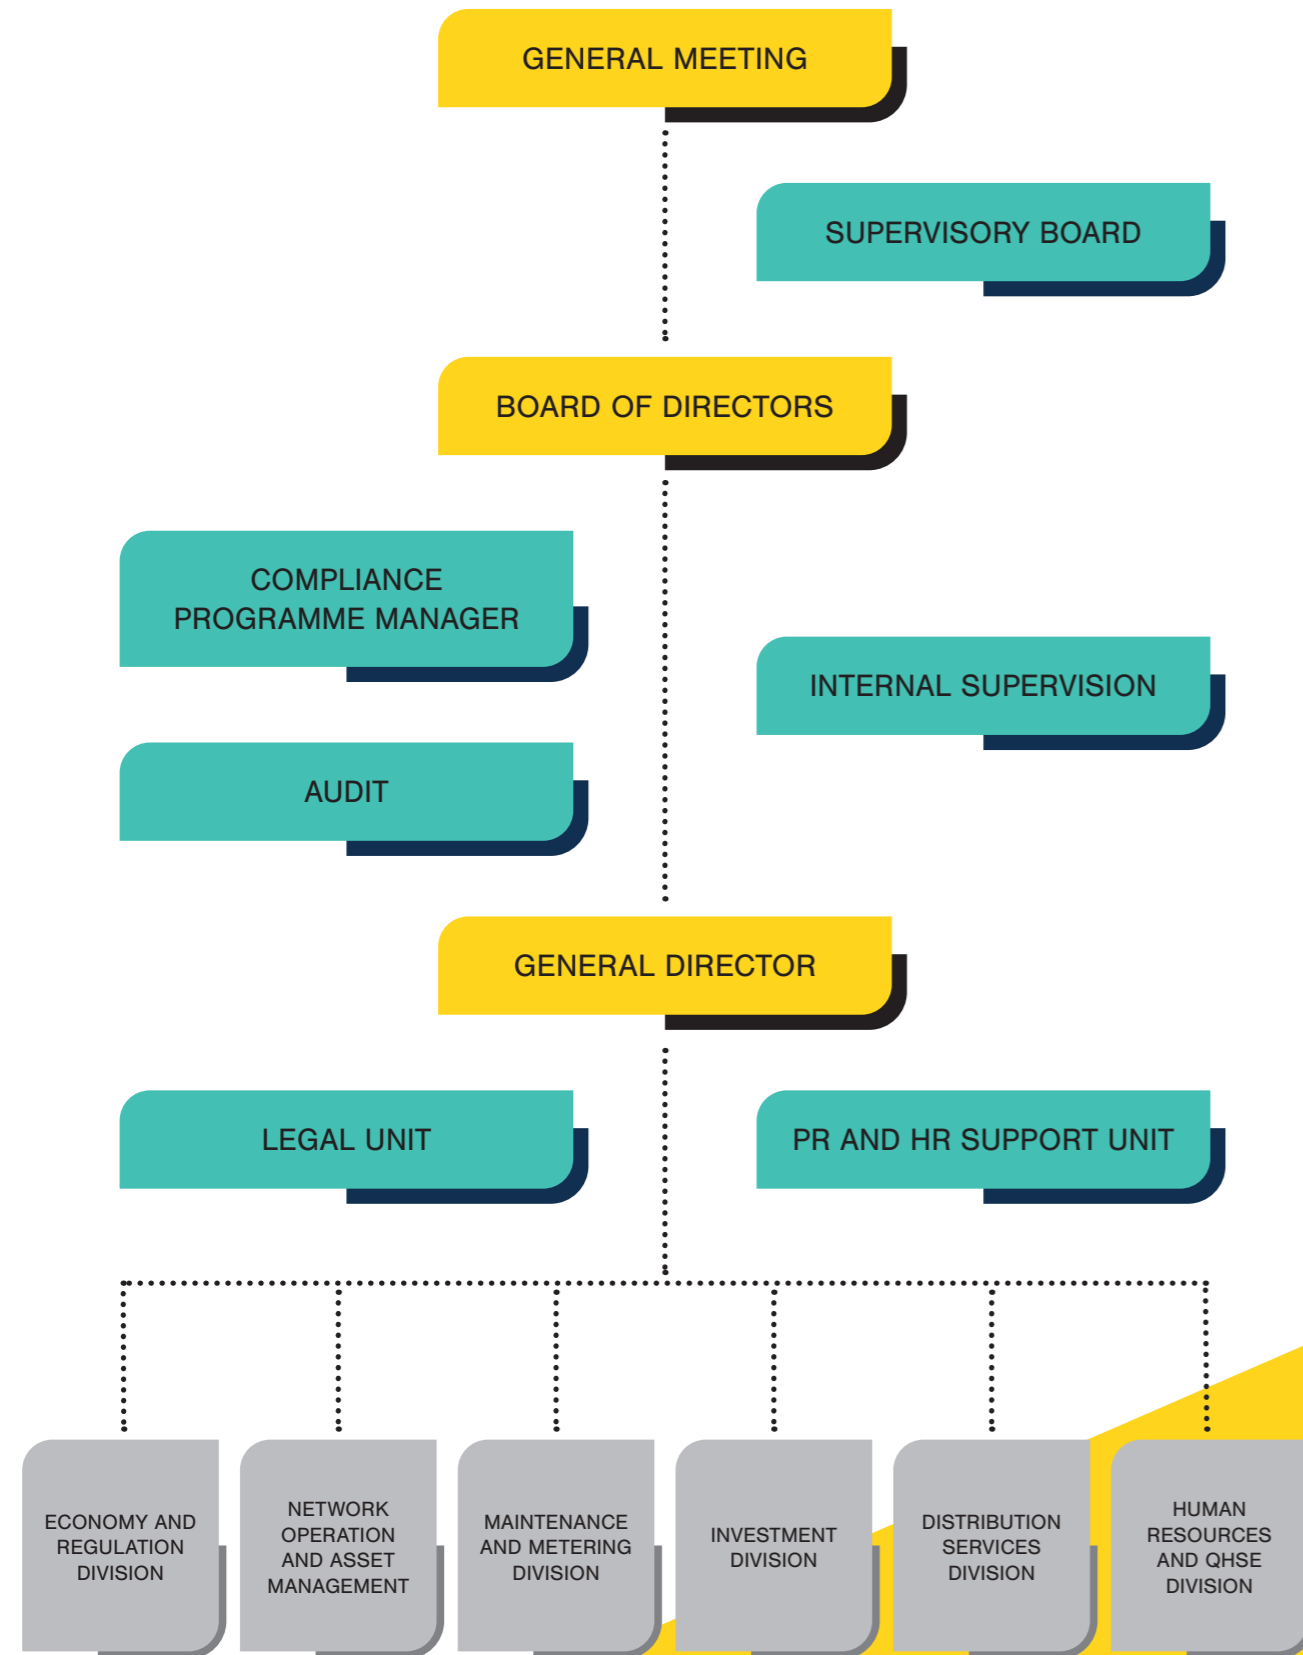 GENERAL MEETING
SUPERVISORY BOARD
BOARD OF DIRECTORS
COMPLIANCE
PROGRAMME MANAGER
INTERNAL SUPERVISION
AUDIT
GENERAL DIRECTOR
LEGAL UNIT
PR AND HR SUPPORT UNIT
ECONOMY AND
REGULATION
DIVISION
NETWORK
OPERATION
AND ASSET
MANAGEMENT
MAINTENANCE
AND METERING
DIVISION
INVESTMENT
DIVISION
DISTRIBUTION
SERVICES
DIVISION
HUMAN
RESOURCES
AND QHSE
DIVISION